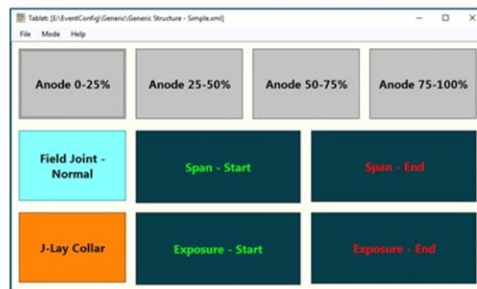 Tablet: [E:\EventConfig\Generic\Generic Structure - Simple.xml]
File Mode Help
Anode 0-25% Anode 25-50% Anode 50-75% Anode 75-100%
Field Joint -
Normal
Span - Start Span - End
J-Lay Collar Exposure - Start Exposure - End